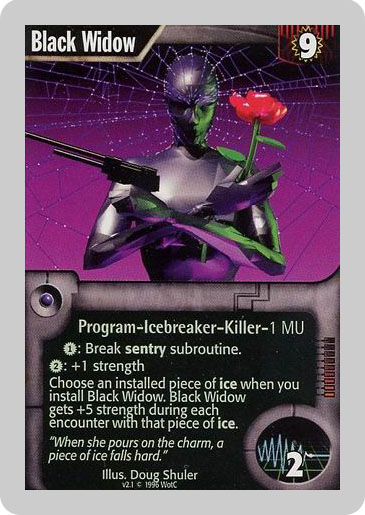 Black Widow
9
Program-Icebreaker-Killer-1 MU
1: Break sentry subroutine.
2: +1 strength
Choose an installed piece of ice when you
install Black Widow. Black Widow
gets +5 strength during each
encounter with that piece of ice.
"When she pours on the charm, a
piece of ice falls hard."
Illus. Doug Shuler
v2.1 © 1996 WotC
2